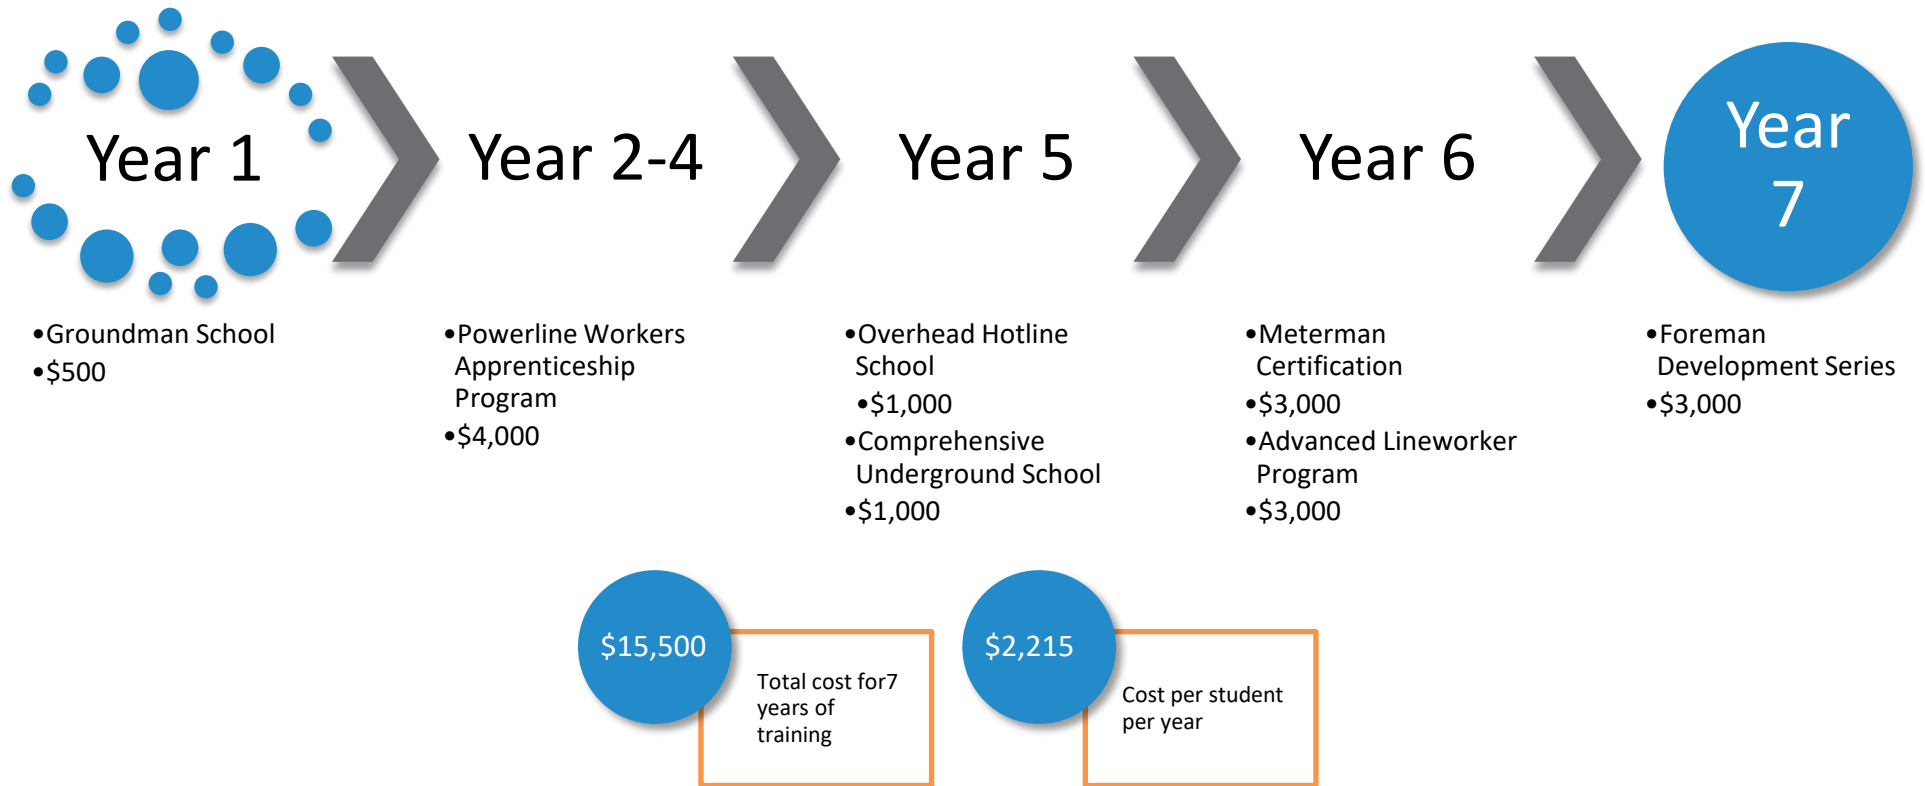 Year 1
Year 2-4
Year 5
Year 6
Year
7
•Groundman School
•$500
•Powerline Workers
Apprenticeship
Program
•$4,000
•Overhead Hotline
School
•$1,000
•Comprehensive
Underground School
•$1,000
•Meterman
Certification
•$3,000
•Advanced Lineworker
Program
•$3,000
•Foreman
Development Series
•$3,000
$15,500
Total cost for7
years of
training
$2,215
Cost per student
per year